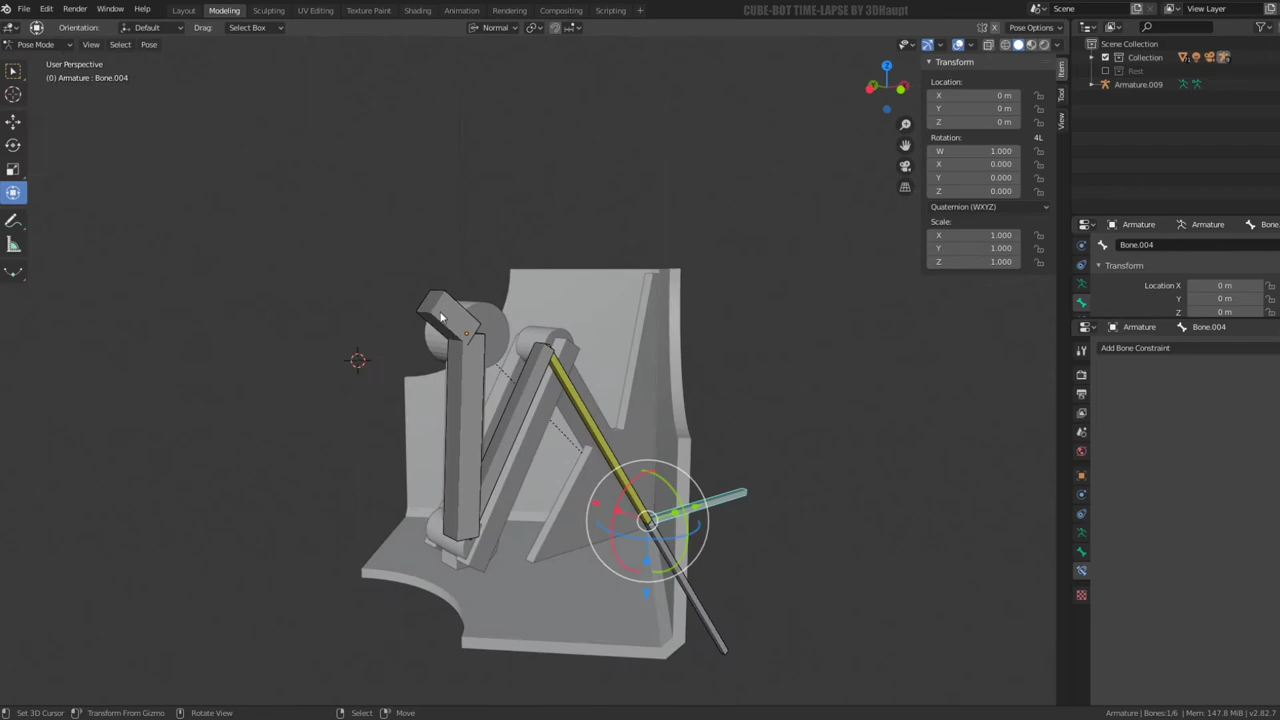 File Edit Render Window Help Layout Modeling Sculpting UV Editing Texture Paint Shading Animation Rendering Compositing Scripting + CUBE-BOT TIME-LAPSE BY 3DHaupt Scene View Layer
Orientation: Default Drag: Select Box Normal Pose Options
Pose Mode View Select Pose
User Perspective
(0) Armature : Bone.004
Transform
Location:
X 0 m
Y 0 m
Z 0 m
Rotation: 4L
W 1.000
X 0.000
Y 0.000
Z 0.000
Quaternion (WXYZ)
Scale:
X 1.000
Y 1.000
Z 1.000
Item
Tool
View
Z
Scene Collection
Collection
Rest
Armature.009
Armature Armature Bone.
Bone.004
Transform
Location X 0 m
Y 0 m
Z 0 m
Armature Bone.004
Add Bone Constraint
Set 3D Cursor Transform From Gizmo Rotate View Select Move Armature | Bones:1/6 | Mem: 147.8 MiB | v2.82.7